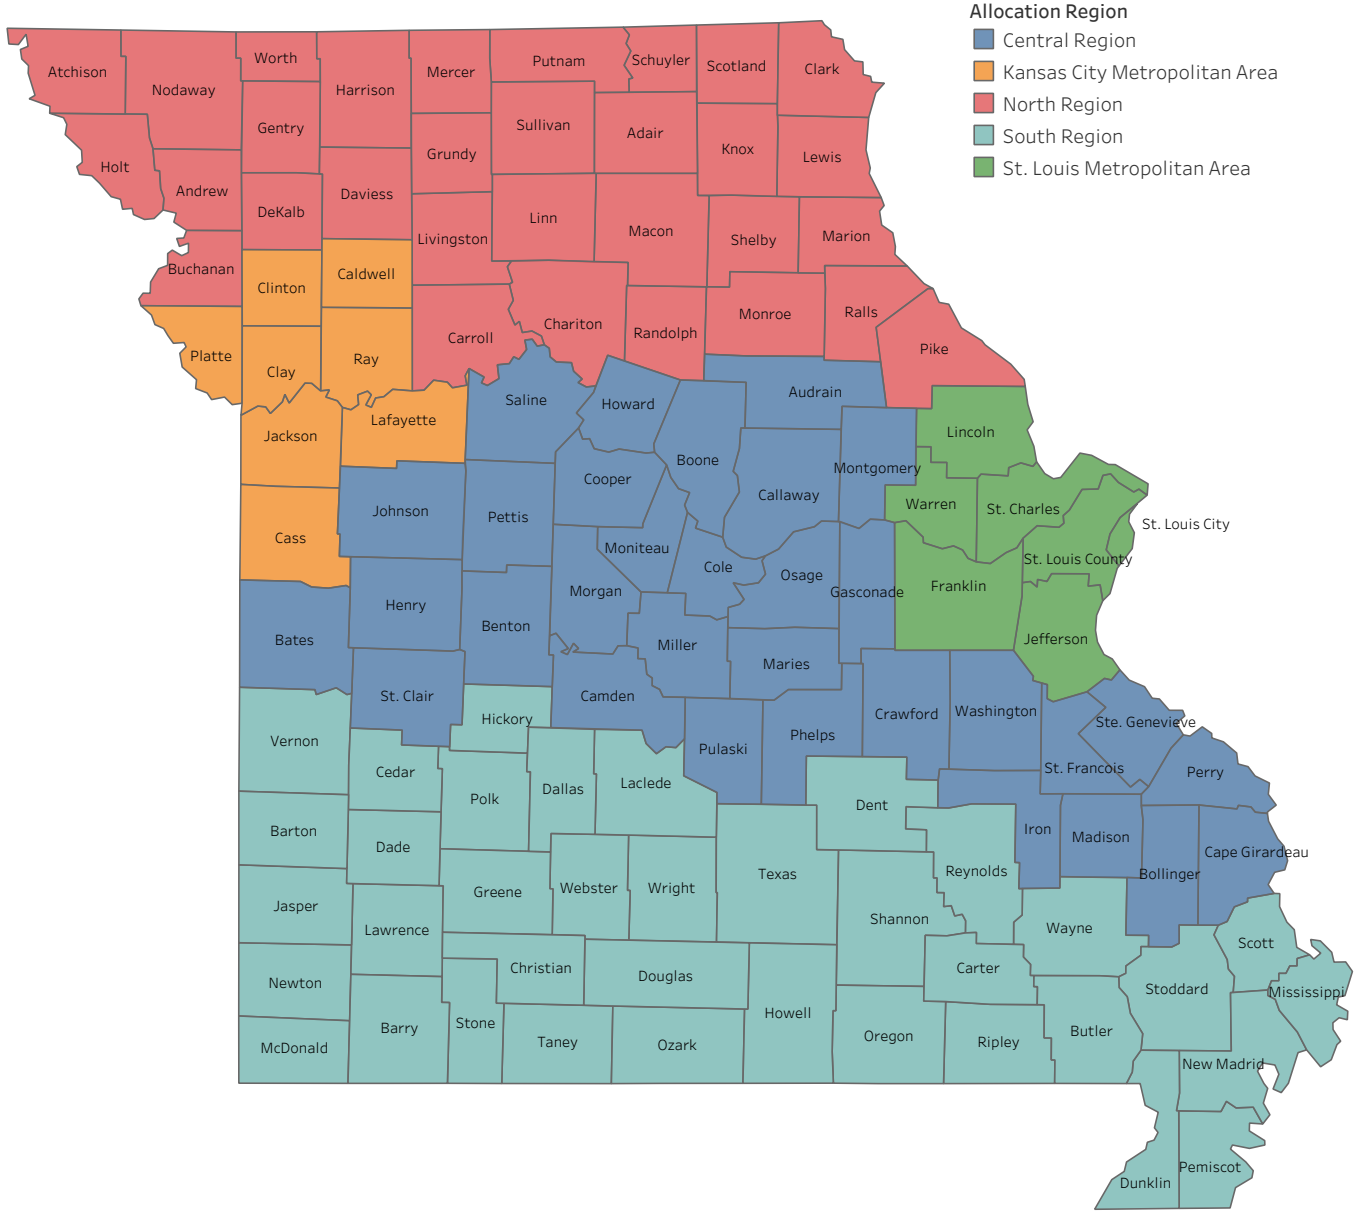 Allocation Region
Central Region
Kansas City Metropolitan Area
North Region
South Region
St. Louis Metropolitan Area
Atchison
Nodaway
Worth
Harrison
Mercer
Putnam
Schuyler
Scotland
Clark
Gentry
Sullivan
Adair
Knox
Lewis
Holt
Andrew
DeKalb
Daviess
Grundy
Linn
Macon
Shelby
Marion
Livingston
Buchanan
Clinton
Caldwell
Carroll
Chariton
Randolph
Monroe
Ralls
Pike
Platte
Clay
Ray
Jackson
Lafayette
Saline
Howard
Audrain
Lincoln
Boone
Montgomery
Cooper
Callaway
Warren
St. Charles
St. Louis City
Cass
Johnson
Pettis
Moniteau
Cole
Osage
Gasconade
Franklin
St. Louis County
Bates
Henry
Benton
Morgan
Miller
Maries
Jefferson
St. Clair
Camden
Hickory
Pulaski
Phelps
Crawford
Washington
Ste. Genevieve
St. Francois
Perry
Vernon
Cedar
Polk
Dallas
Laclede
Dent
Iron
Madison
Cape Girardeau
Bollinger
Barton
Dade
Greene
Webster
Wright
Texas
Reynolds
Shannon
Wayne
Scott
Jasper
Lawrence
Christian
Douglas
Howell
Carter
Stoddard
Mississippi
Newton
Barry
Stone
Taney
Ozark
Oregon
Ripley
Butler
New Madrid
McDonald
Dunklin
Pemiscot